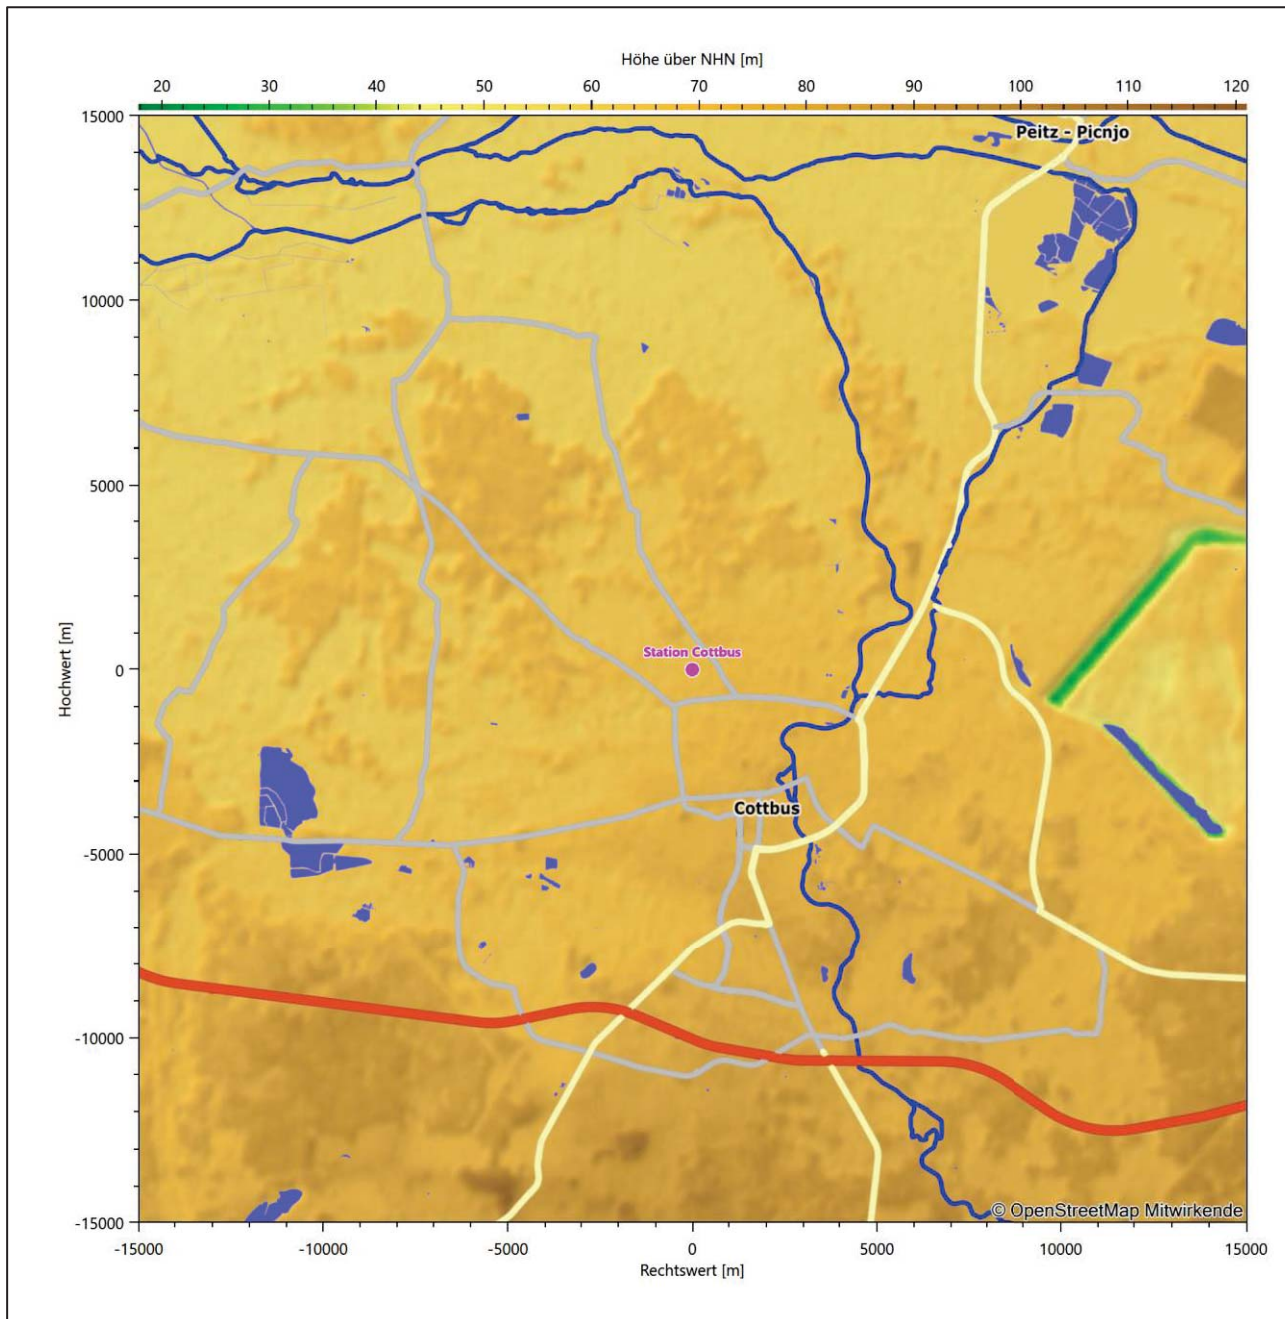 Höhe über NHN [m]
20 30 40 50 60 70 80 90 100 110 120
15000
Peitz - Picnjo
10000
5000
Station Cottbus
0
Hochwert [m]
Cottbus
-5000
-10000
© OpenStreetMap Mitwirkende
-15000
-15000 -10000 -5000 0 5000 10000 15000
Rechtswert [m]